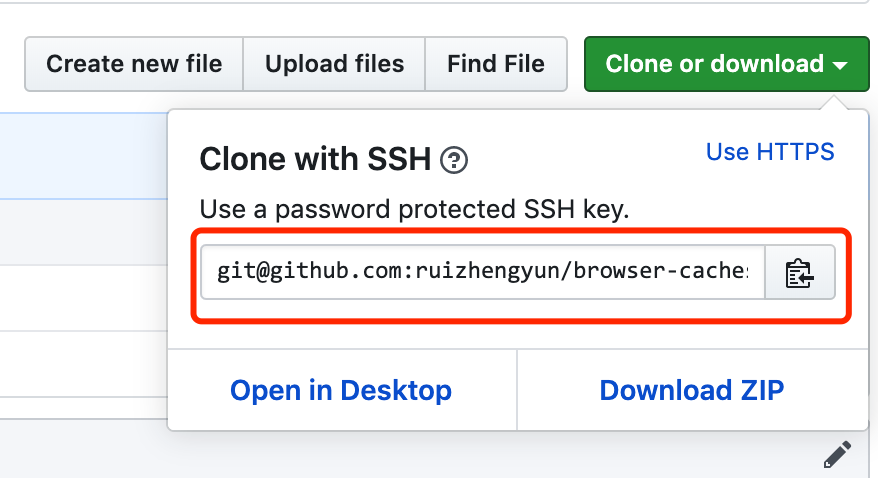 Create new file Upload files Find File Clone or download
Clone with SSH ? Use HTTPS
Use a password protected SSH key.
git@github.com:ruizhengyun/browser-caches
Open in Desktop Download ZIP